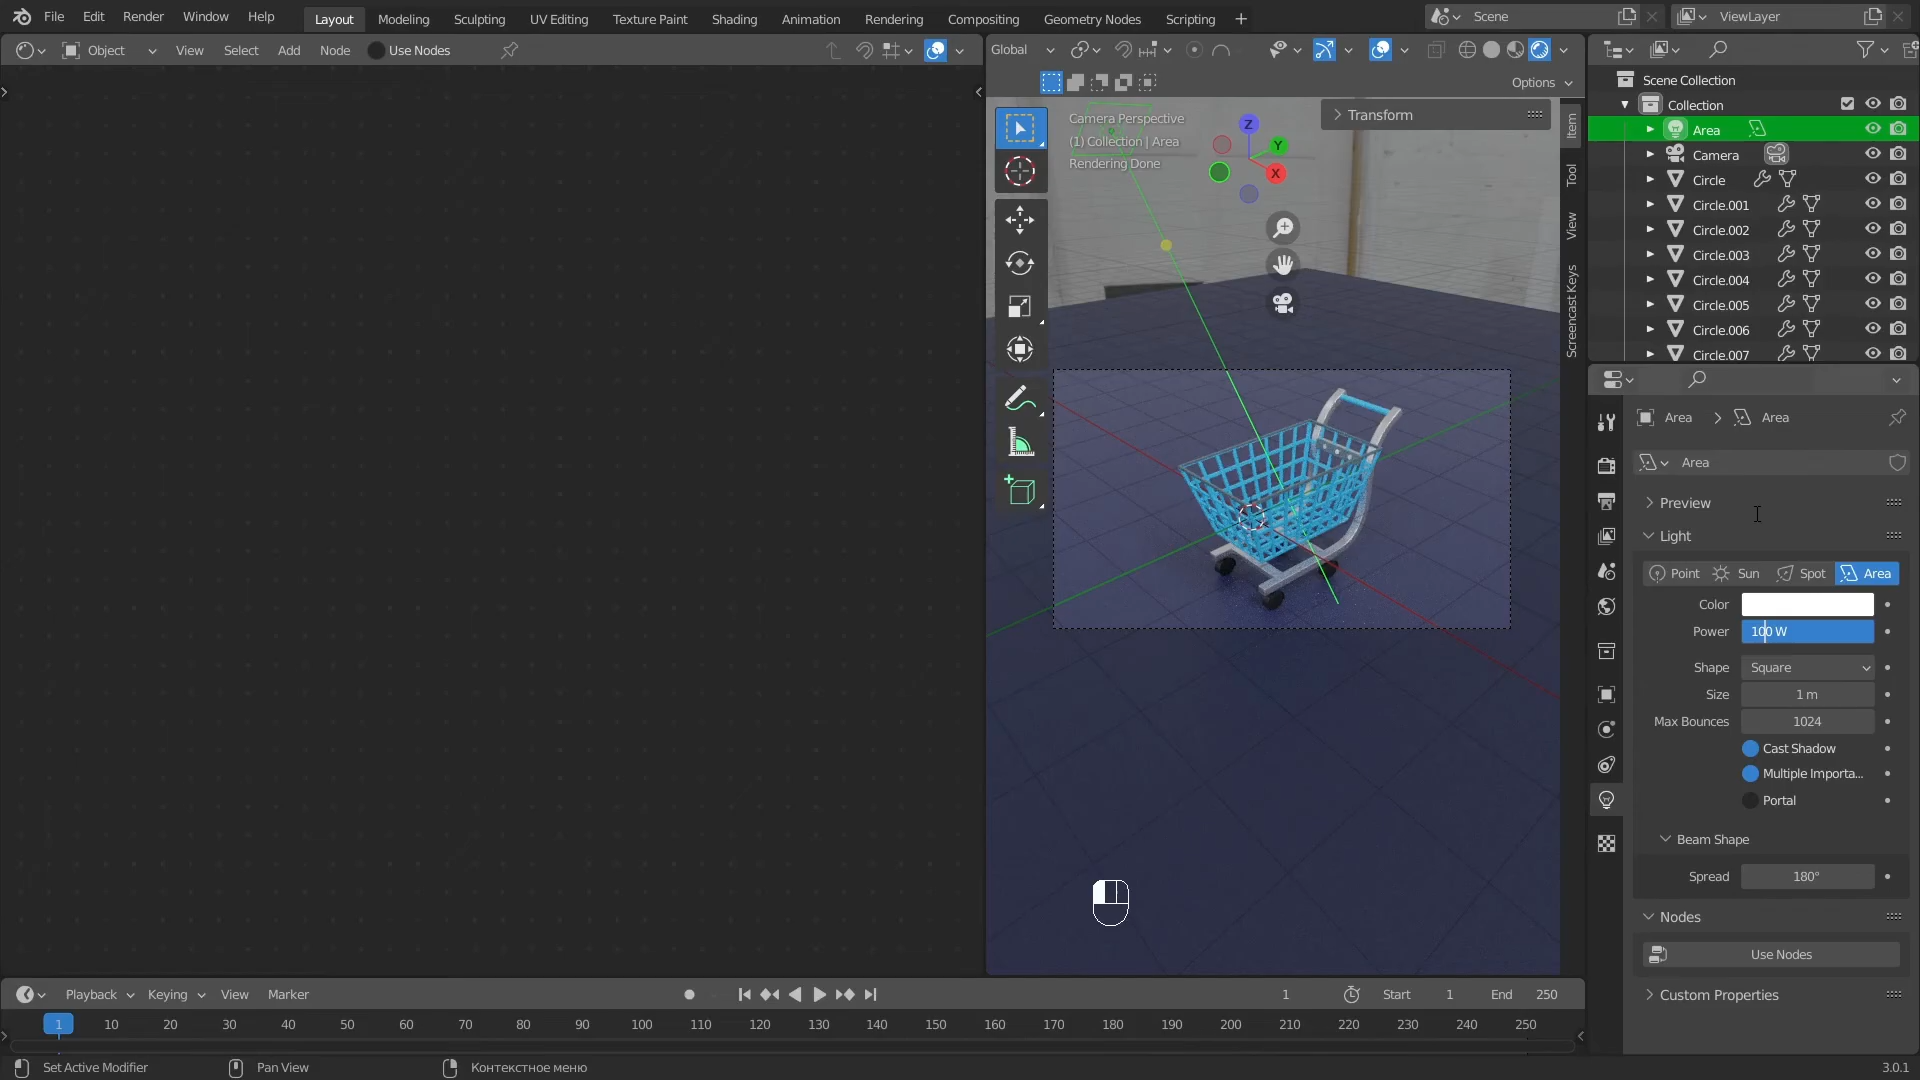 File Edit Render Window Help Layout Modeling Sculpting UV Editing Texture Paint Shading Animation Rendering Compositing Geometry Nodes Scripting + Scene ViewLayer
Object View Select Add Node Use Nodes
Global
Options
Camera Perspective
(1) Collection | Area
Rendering Done
Transform
Z
Y
X
Item
Tool
View
Screencast Keys
Scene Collection
Collection
Area
Camera
Circle
Circle.001
Circle.002
Circle.003
Circle.004
Circle.005
Circle.006
Circle.007
Area > Area
Area
Preview
Light
Point Sun Spot Area
Color
Power 100 W
Shape Square
Size 1 m
Max Bounces 1024
Cast Shadow
Multiple Importa...
Portal
Beam Shape
Spread 180°
Nodes
Use Nodes
Custom Properties
Playback Keying View Marker 1 Start 1 End 250
1 10 20 30 40 50 60 70 80 90 100 110 120 130 140 150 160 170 180 190 200 210 220 230 240 250
Set Active Modifier Pan View Контекстное меню 3.0.1